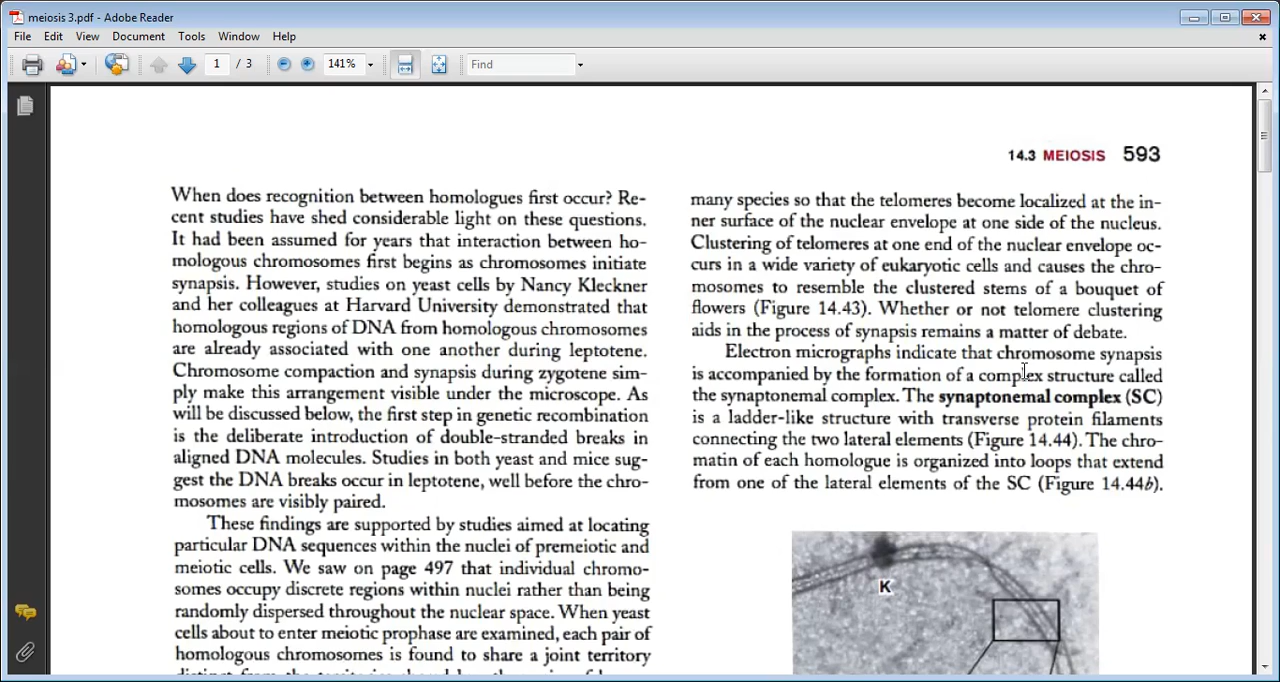 meiosis 3.pdf - Adobe Reader
File Edit View Document Tools Window Help
1 / 3 141% Find
14.3 MEIOSIS 593
When does recognition between homologues first occur? Re-
cent studies have shed considerable light on these questions.
It had been assumed for years that interaction between ho-
mologous chromosomes first begins as chromosomes initiate
synapsis. However, studies on yeast cells by Nancy Kleckner
and her colleagues at Harvard University demonstrated that
homologous regions of DNA from homologous chromosomes
are already associated with one another during leptotene.
Chromosome compaction and synapsis during zygotene sim-
ply make this arrangement visible under the microscope. As
will be discussed below, the first step in genetic recombination
is the deliberate introduction of double-stranded breaks in
aligned DNA molecules. Studies in both yeast and mice sug-
gest the DNA breaks occur in leptotene, well before the chro-
mosomes are visibly paired.
These findings are supported by studies aimed at locating
particular DNA sequences within the nuclei of premeiotic and
meiotic cells. We saw on page 497 that individual chromo-
somes occupy discrete regions within nuclei rather than being
randomly dispersed throughout the nuclear space. When yeast
cells about to enter meiotic prophase are examined, each pair of
homologous chromosomes is found to share a joint territory
many species so that the telomeres become localized at the in-
ner surface of the nuclear envelope at one side of the nucleus.
Clustering of telomeres at one end of the nuclear envelope oc-
curs in a wide variety of eukaryotic cells and causes the chro-
mosomes to resemble the clustered stems of a bouquet of
flowers (Figure 14.43). Whether or not telomere clustering
aids in the process of synapsis remains a matter of debate.
Electron micrographs indicate that chromosome synapsis
is accompanied by the formation of a complex structure called
the synaptonemal complex. The synaptonemal complex (SC)
is a ladder-like structure with transverse protein filaments
connecting the two lateral elements (Figure 14.44). The chro-
matin of each homologue is organized into loops that extend
from one of the lateral elements of the SC (Figure 14.44b).
K